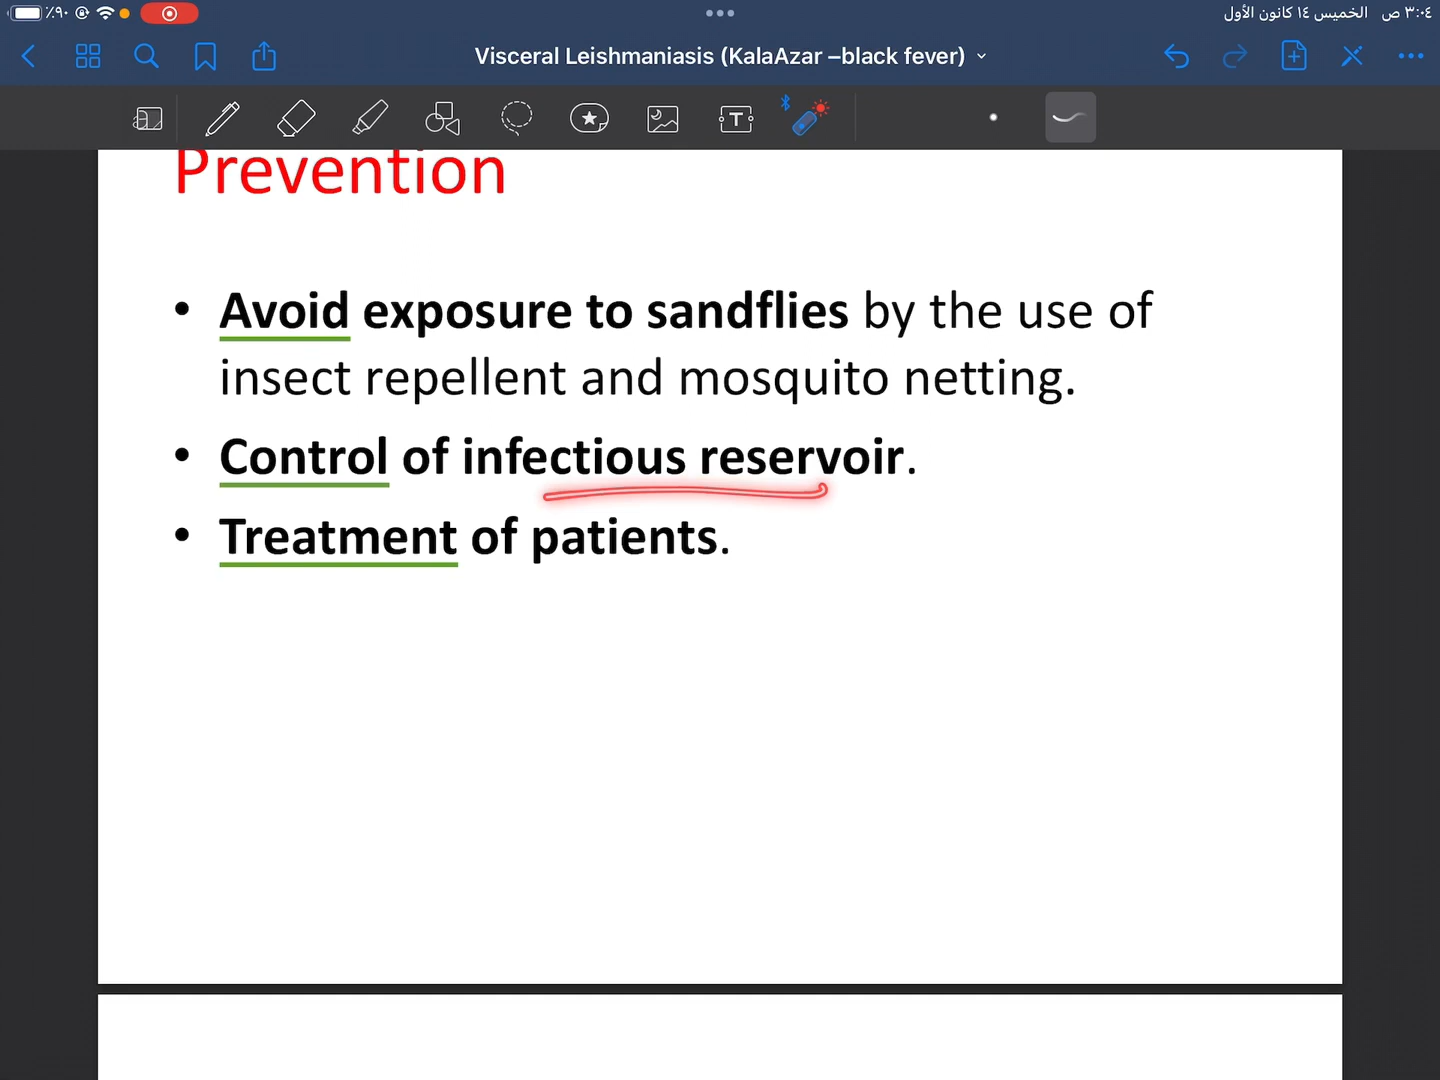 ٪٩٠
الخميس ١٤ كانون الأول ٣:٠٤ ص
Visceral Leishmaniasis (KalaAzar –black fever)
Prevention
• Avoid exposure to sandflies by the use of
insect repellent and mosquito netting.
• Control of infectious reservoir.
• Treatment of patients.